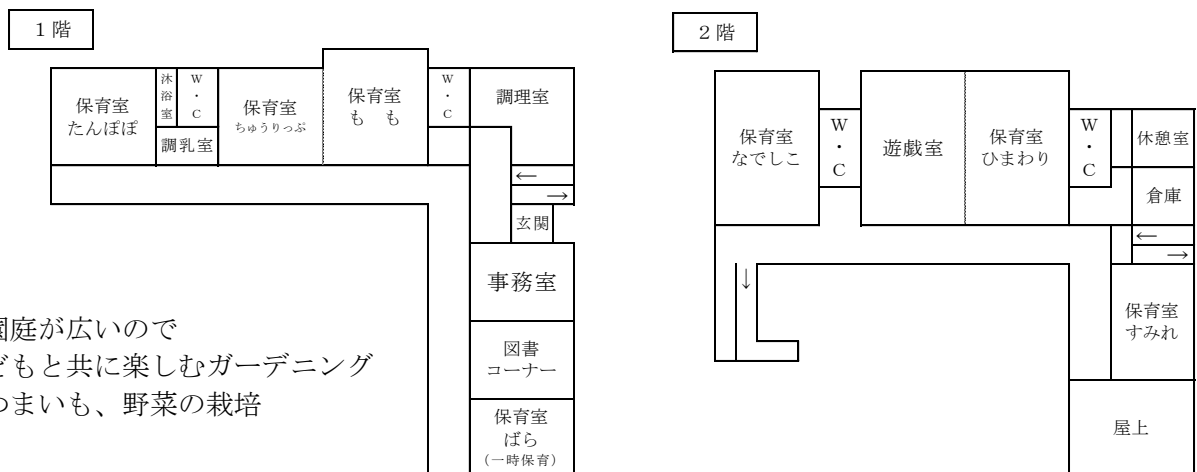 1階
保育室
たんぽぽ
沐浴室
W・C
調乳室
保育室
ちゅうりっぷ
保育室
もも
W・C
調理室
←
→
玄関
事務室
図書
コーナー
保育室
ばら
(一時保育)
園庭が広いので
どもと共に楽しむガーデニング
つまいも、野菜の栽培
2階
保育室
なでしこ
W・C
遊戯室
保育室
ひまわり
W・C
休憩室
倉庫
←
→
↓
保育室
すみれ
屋上